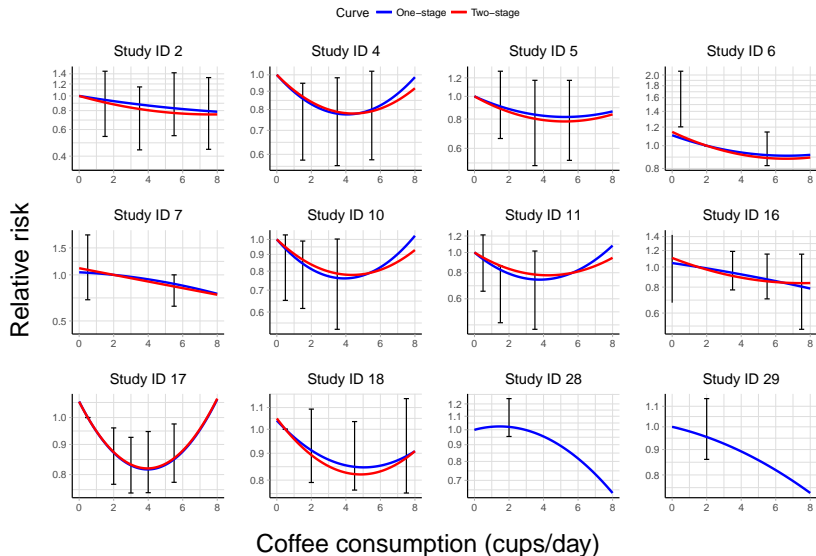 Curve One−stage Two−stage
Study ID 2 Study ID 4 Study ID 5 Study ID 6
1.4 1.2 1.0 0.8 0.6 0.4
1.0 0.9 0.8 0.7 0.6
1.2 1.0 0.8 0.6
2.0 1.8 1.5 1.2 1.0 0.8
0 2 4 6 8 0 2 4 6 8 0 2 4 6 8 0 2 4 6 8
Study ID 7 Study ID 10 Study ID 11 Study ID 16
1.5 1.0 0.5
1.0 0.9 0.8 0.7 0.6
1.2 1.0 0.8 0.6
1.4 1.2 1.0 0.8 0.6
0 2 4 6 8 0 2 4 6 8 0 2 4 6 8 0 2 4 6 8
Study ID 17 Study ID 18 Study ID 28 Study ID 29
1.0 0.9 0.8
1.1 1.0 0.9 0.8
1.2 1.1 1.0 0.9 0.8 0.7
1.1 1.0 0.9 0.8
0 2 4 6 8 0 2 4 6 8 0 2 4 6 8 0 2 4 6 8
Relative risk
Coffee consumption (cups/day)